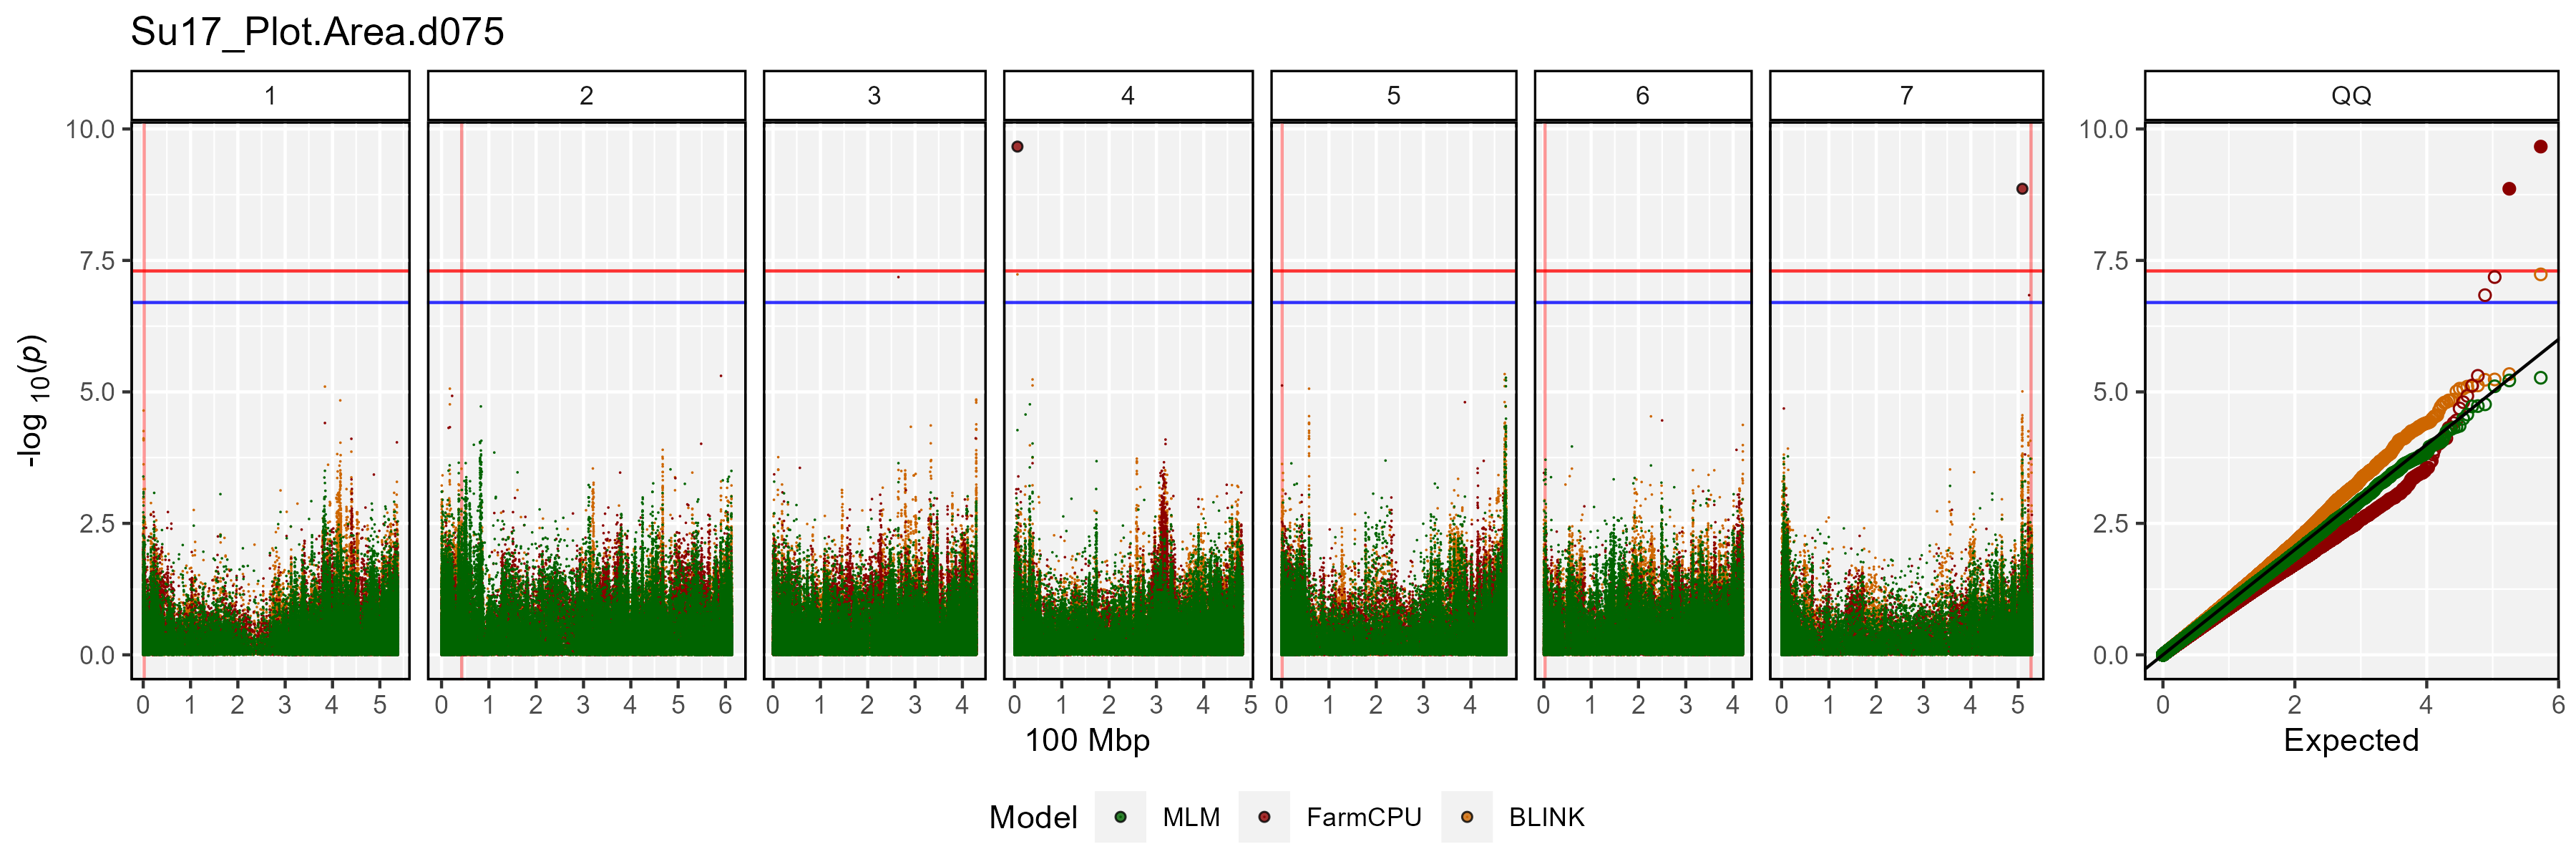 Su17_Plot.Area.d075
1 2 3 4 5 6 7 QQ
10.0 10.0
7.5 7.5
5.0 5.0
2.5 2.5
0.0 0.0
-log 10(p)
0 1 2 3 4 5 0 1 2 3 4 5 6 0 1 2 3 4 0 1 2 3 4 5 0 1 2 3 4 0 1 2 3 4 0 1 2 3 4 5 0 2 4 6
100 Mbp Expected
Model MLM FarmCPU BLINK